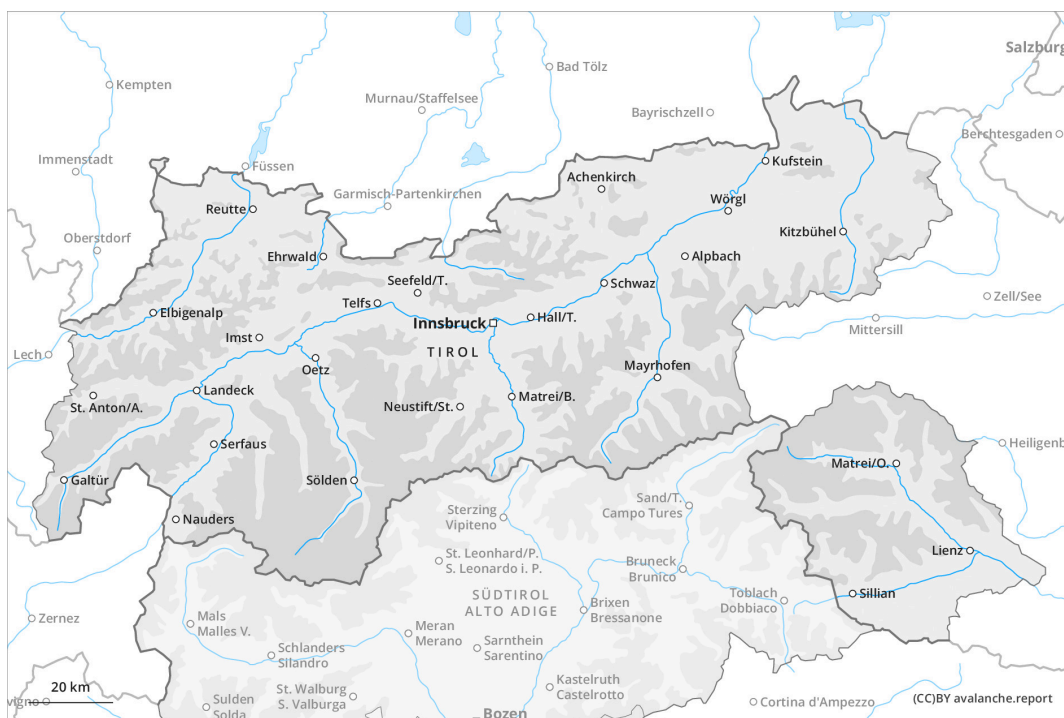 Salzburg
Kempten
Bad Tölz
Murnau/Staffelsee
Bayrischzell
Berchtesgaden
Immenstadt
Füssen
Kufstein
Achenkirch
Garmisch-Partenkirchen
Reutte
Wörgl
Oberstdorf
Kitzbühel
Ehrwald
Alpbach
Seefeld/T.
Schwaz
Zell/See
Telfs
Elbigenalp
Innsbruck
Hall/T.
Mittersill
Imst
TIROL
Lech
Oetz
Mayrhofen
Landeck
St. Anton/A.
Neustift/St.
Matrei/B.
Serfaus
Heiligenb
Matrei/O.
Galtür
Sölden
Sand/T.
Campo Tures
Sterzing
Vipiteno
Nauders
St. Leonhard/P.
S. Leonardo i. P.
Lienz
Bruneck
Brunico
SÜDTIROL
ALTO ADIGE
Sillian
Toblach
Dobbiaco
Brixen
Bressanone
Zernez
Mals
Malles V.
Meran
Merano
Sarnthein
Sarentino
Schlanders
Silandro
20 km
Kastelruth
Castelrotto
St. Walburg
S. Valburga
vigno
Sulden
Solda
Cortina d'Ampezzo
(CC)BY avalanche.report
Bozen